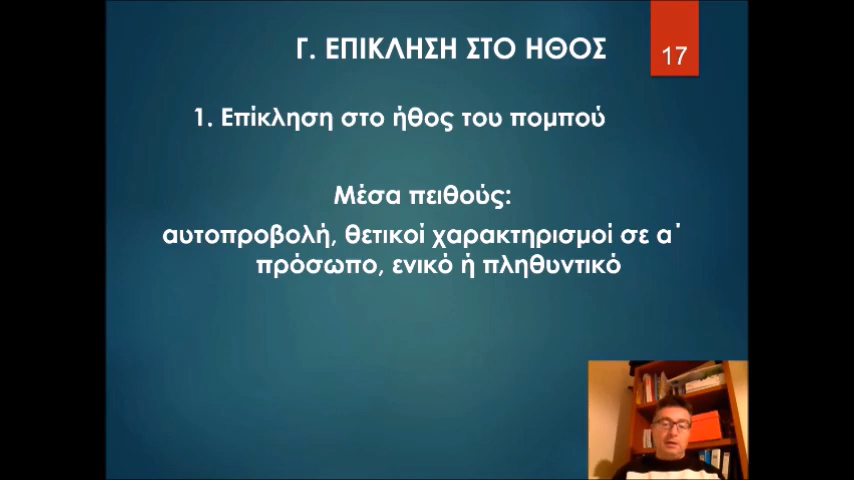 Γ. ΕΠΙΚΛΗΣΗ ΣΤΟ ΗΘΟΣ
17
1. Επίκληση στο ήθος του πομπού
Μέσα πειθούς:
αυτοπροβολή, θετικοί χαρακτηρισμοί σε α΄
πρόσωπο, ενικό ή πληθυντικό